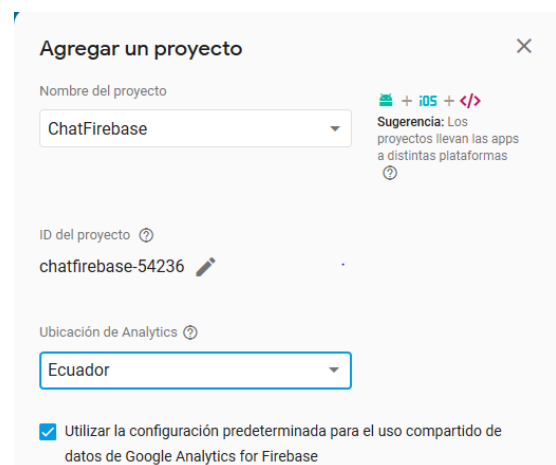 Agregar un proyecto
Nombre del proyecto
ChatFirebase
+ iOS + </>
Sugerencia: Los
proyectos llevan las apps
a distintas plataformas
ID del proyecto
chatfirebase-54236
Ubicación de Analytics
Ecuador
Utilizar la configuración predeterminada para el uso compartido de
datos de Google Analytics for Firebase